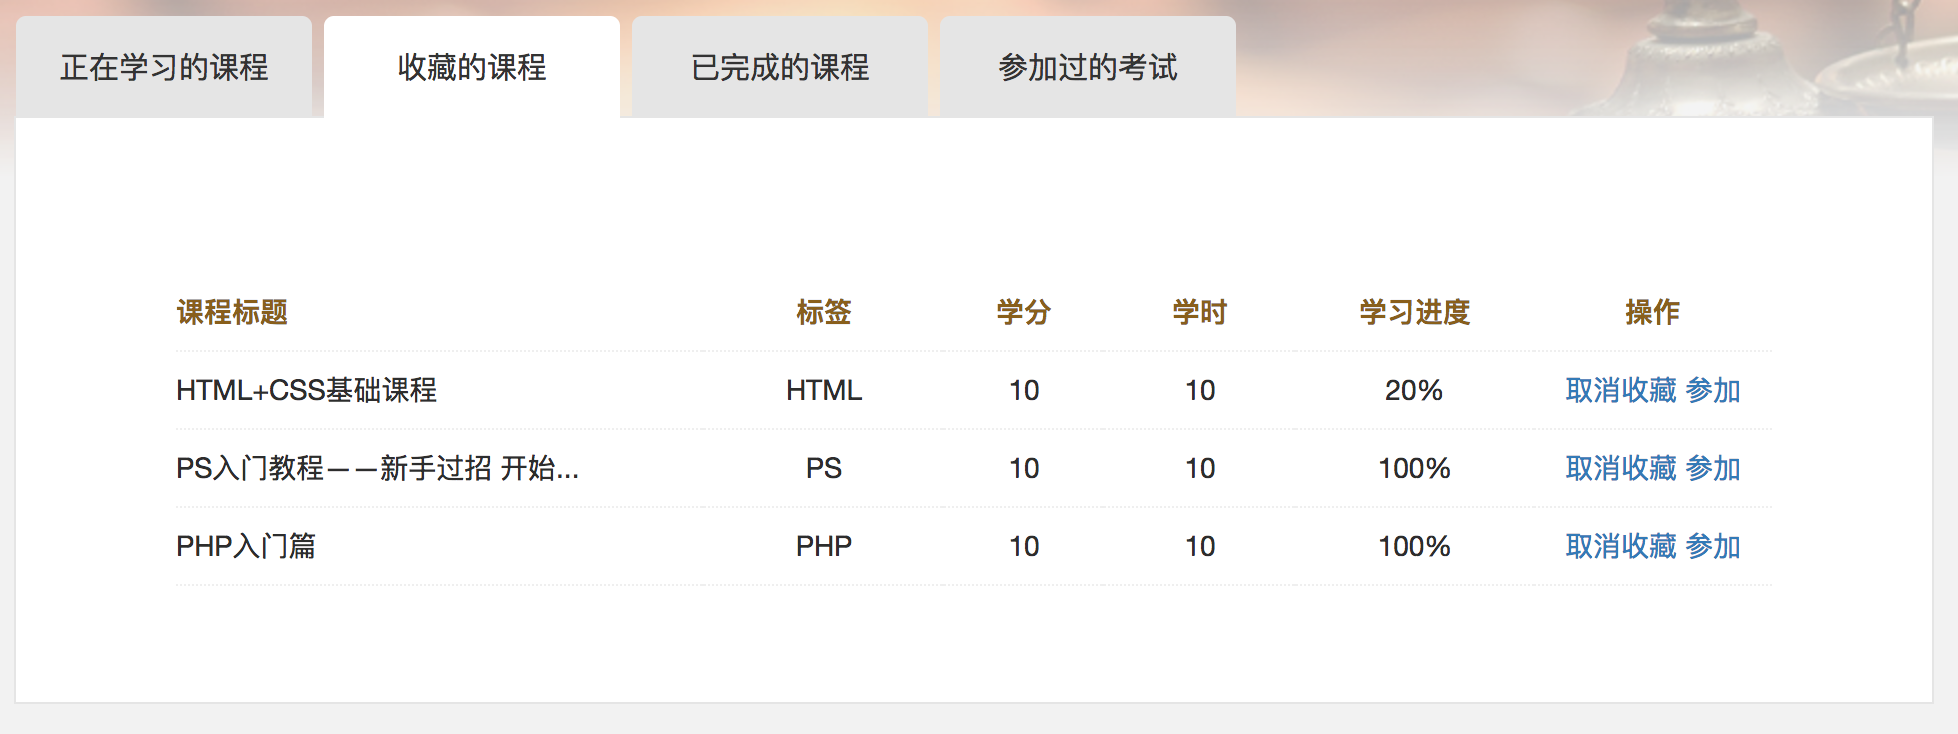 正在学习的课程 收藏的课程 已完成的课程 参加过的考试
课程标题 标签 学分 学时 学习进度 操作
HTML+CSS基础课程 HTML 10 10 20% 取消收藏 参加
PS入门教程——新手过招 开始... PS 10 10 100% 取消收藏 参加
PHP入门篇 PHP 10 10 100% 取消收藏 参加